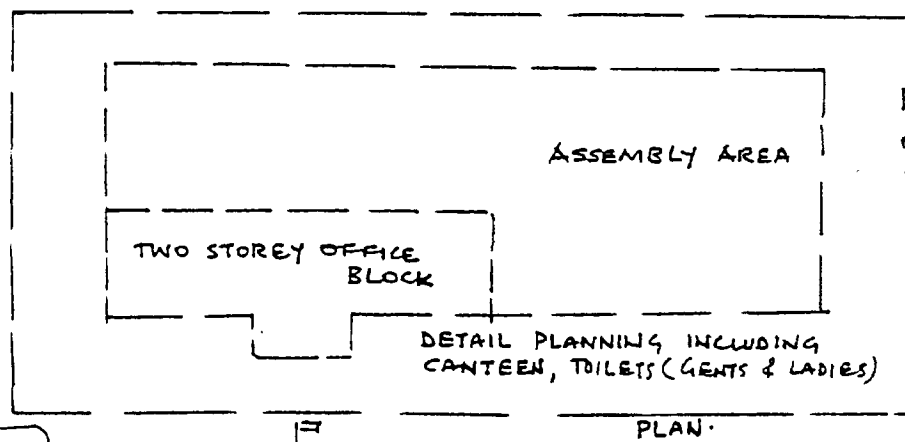 ASSEMBLY AREA
TWO STOREY OFFICE
BLOCK
DETAIL PLANNING INCLUDING
CANTEEN, TOILETS (GENTS & LADIES)
PLAN.